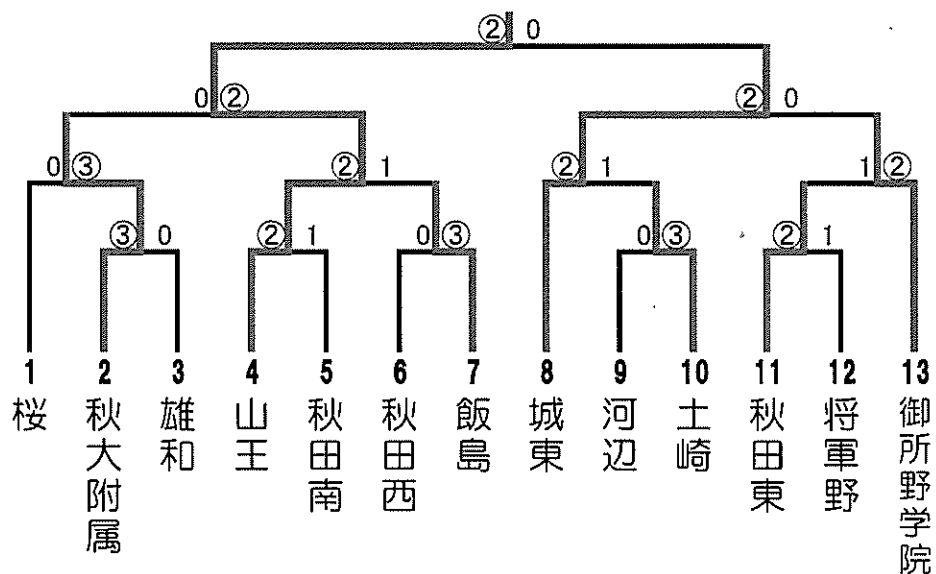 ② 0
0 ② ② 0
0 ③ ② 1 ② 1 1 ②
③ 0 ② 1 0 ③ 0 ③ ② 1
1 2 3 4 5 6 7 8 9 10 11 12 13
桜
秋大附属
雄和
山王
秋田南
秋田西
飯島
城東
河辺
土崎
秋田東
将軍野
御所野学院